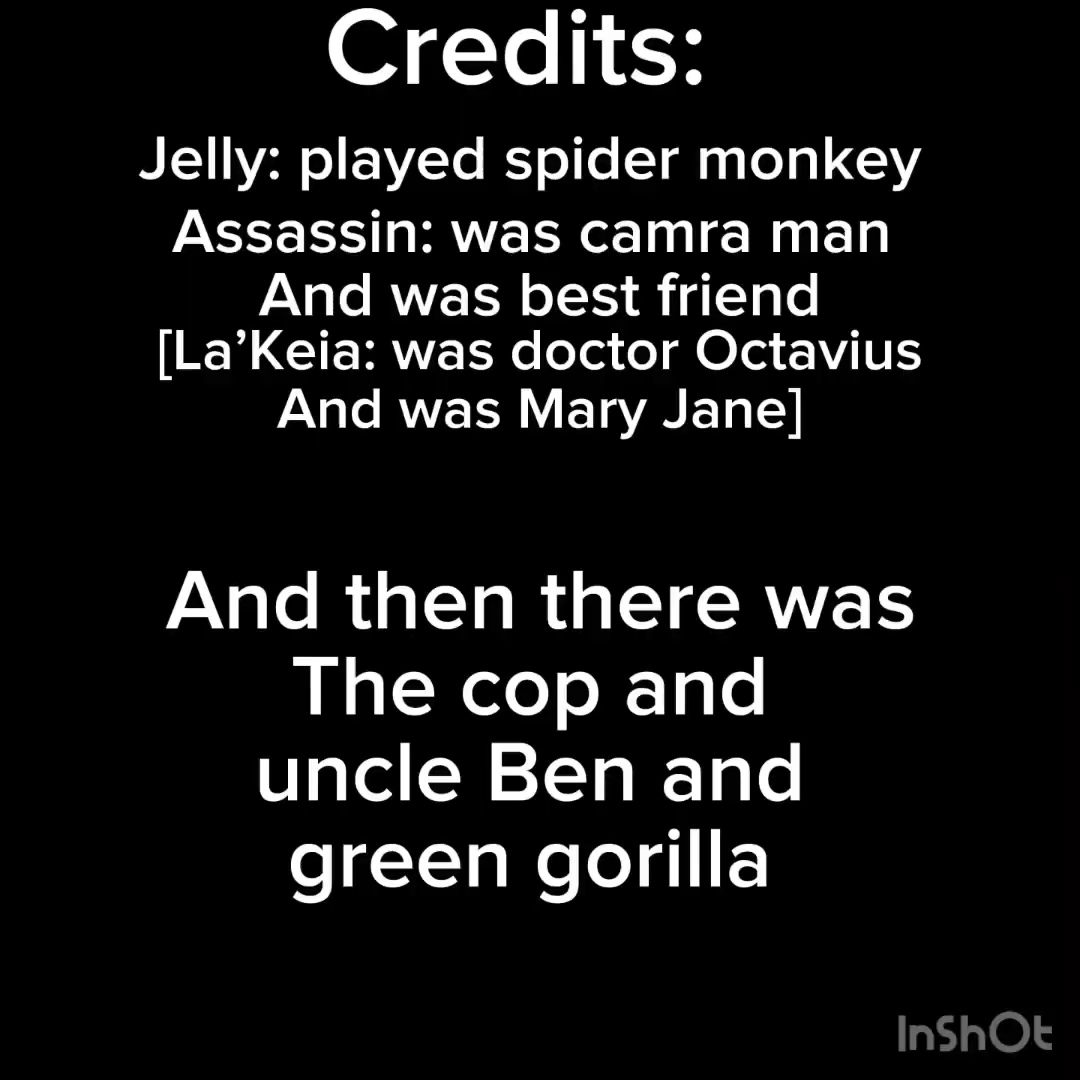 Credits:
Jelly: played spider monkey
Assassin: was camra man
And was best friend
[La’Keia: was doctor Octavius
And was Mary Jane]
And then there was
The cop and
uncle Ben and
green gorilla
InShOt